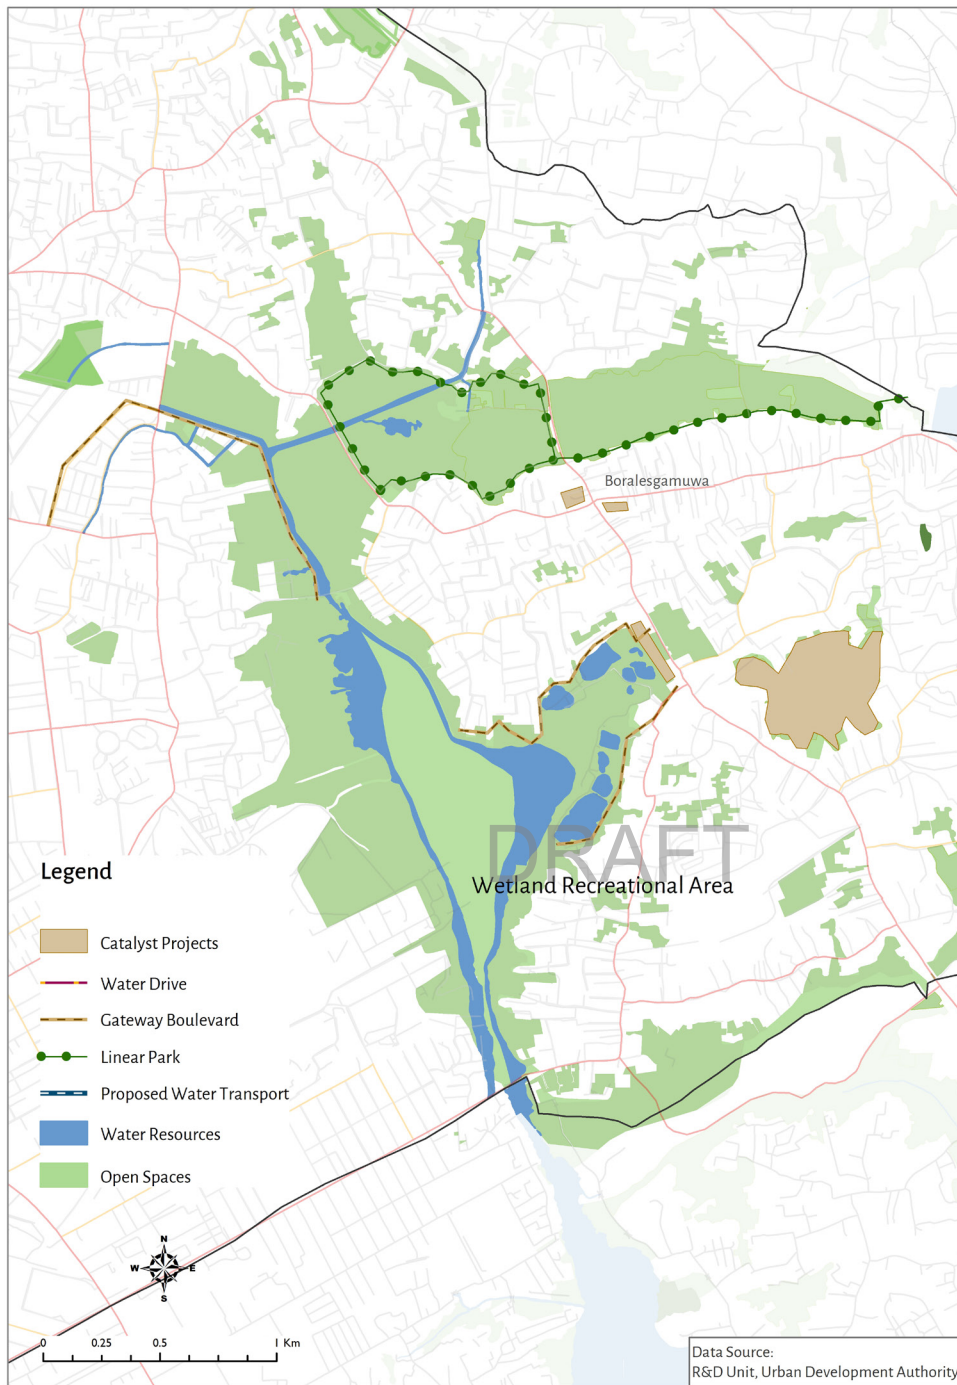 Boralesgamuwa
DRAFT
Wetland Recreational Area
Legend
Catalyst Projects
Water Drive
Gateway Boulevard
Linear Park
Proposed Water Transport
Water Resources
Open Spaces
N
W E
S
0 0.25 0.5 1 Km
Data Source:
R&D Unit, Urban Development Authority